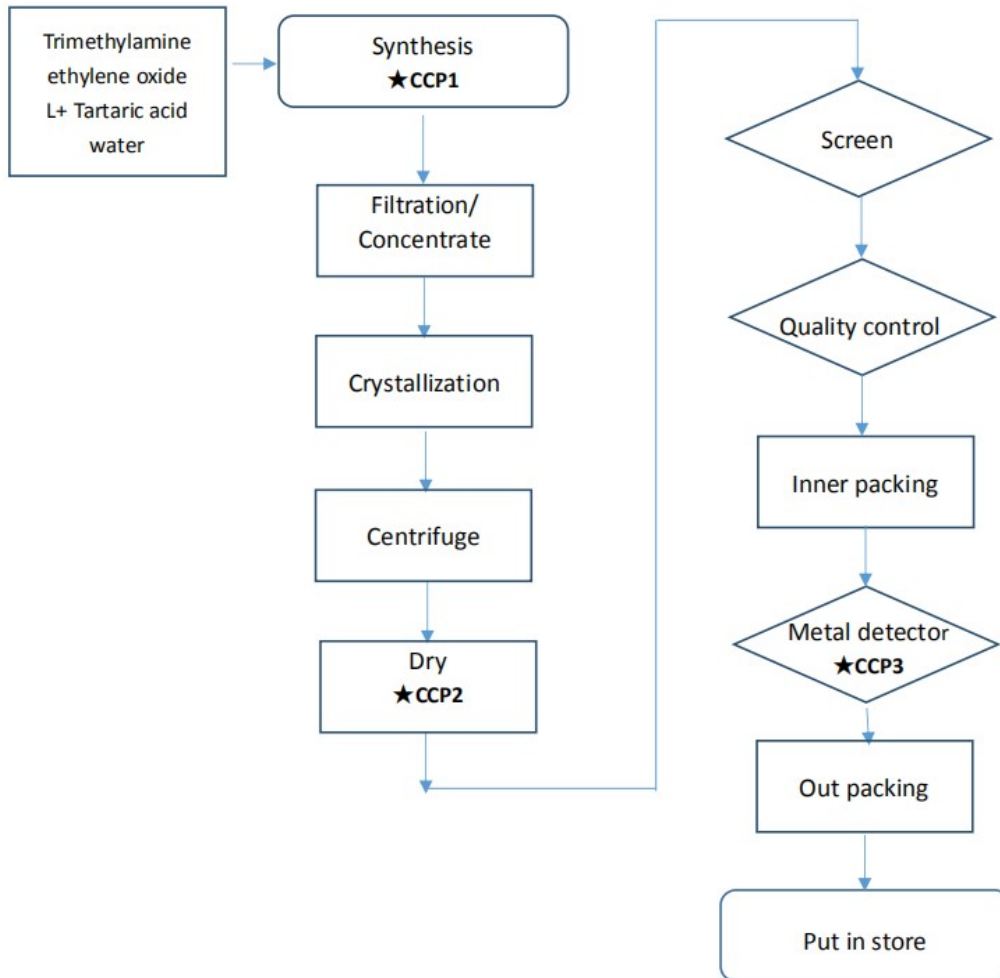 Trimethylamine
ethylene oxide
L+ Tartaric acid
water
Synthesis
★CCP1
Filtration/
Concentrate
Crystallization
Centrifuge
Dry
★CCP2
Screen
Quality control
Inner packing
Metal detector
★CCP3
Out packing
Put in store